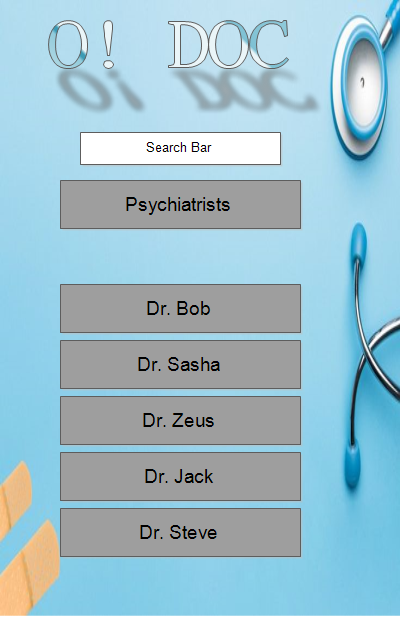 O! DOC
Search Bar
Psychiatrists
Dr. Bob
Dr. Sasha
Dr. Zeus
Dr. Jack
Dr. Steve